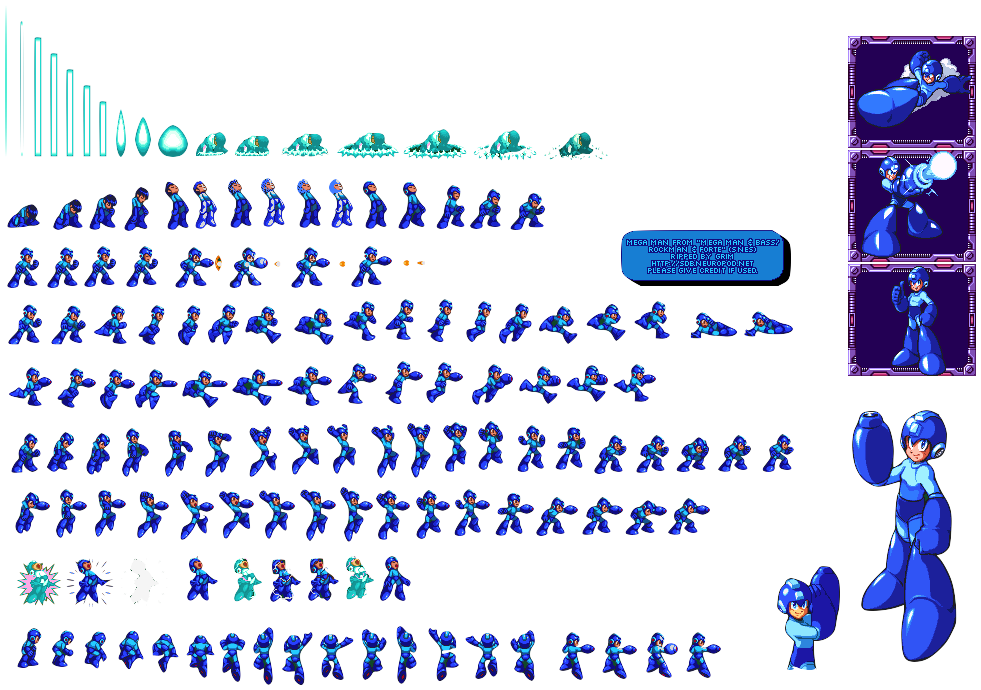 MEGA MAN FROM "MEGA MAN & BASS/
ROCKMAN & FORTE" (SNES)
RIPPED BY GRIM
HTTP://SDB.NEUROPOD.NET
PLEASE GIVE CREDIT IF USED.